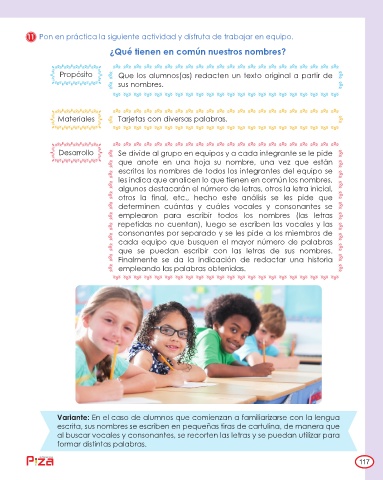 11 Pon en práctica la siguiente actividad y disfruta de trabajar en equipo.
¿Qué tienen en común nuestros nombres?
Propósito
Que los alumnos(as) redacten un texto original a partir de
sus nombres.
Materiales
Tarjetas con diversas palabras.
Desarrollo
Se divide al grupo en equipos y a cada integrante se le pide
que anote en una hoja su nombre, una vez que están
escritos los nombres de todos los integrantes del equipo se
les indica que analicen lo que tienen en común los nombres,
algunos destacarán el número de letras, otros la letra inicial,
otros la final, etc., hecho este análisis se les pide que
determinen cuántas y cuáles vocales y consonantes se
emplearon para escribir todos los nombres (las letras
repetidas no cuentan), luego se escriben las vocales y las
consonantes por separado y se les pide a los miembros de
cada equipo que busquen el mayor número de palabras
que se puedan escribir con las letras de sus nombres.
Finalmente se da la indicación de redactar una historia
empleando las palabras obtenidas.
Variante: En el caso de alumnos que comienzan a familiarizarse con la lengua
escrita, sus nombres se escriben en pequeñas tiras de cartulina, de manera que
al buscar vocales y consonantes, se recorten las letras y se puedan utilizar para
formar distintas palabras.
117